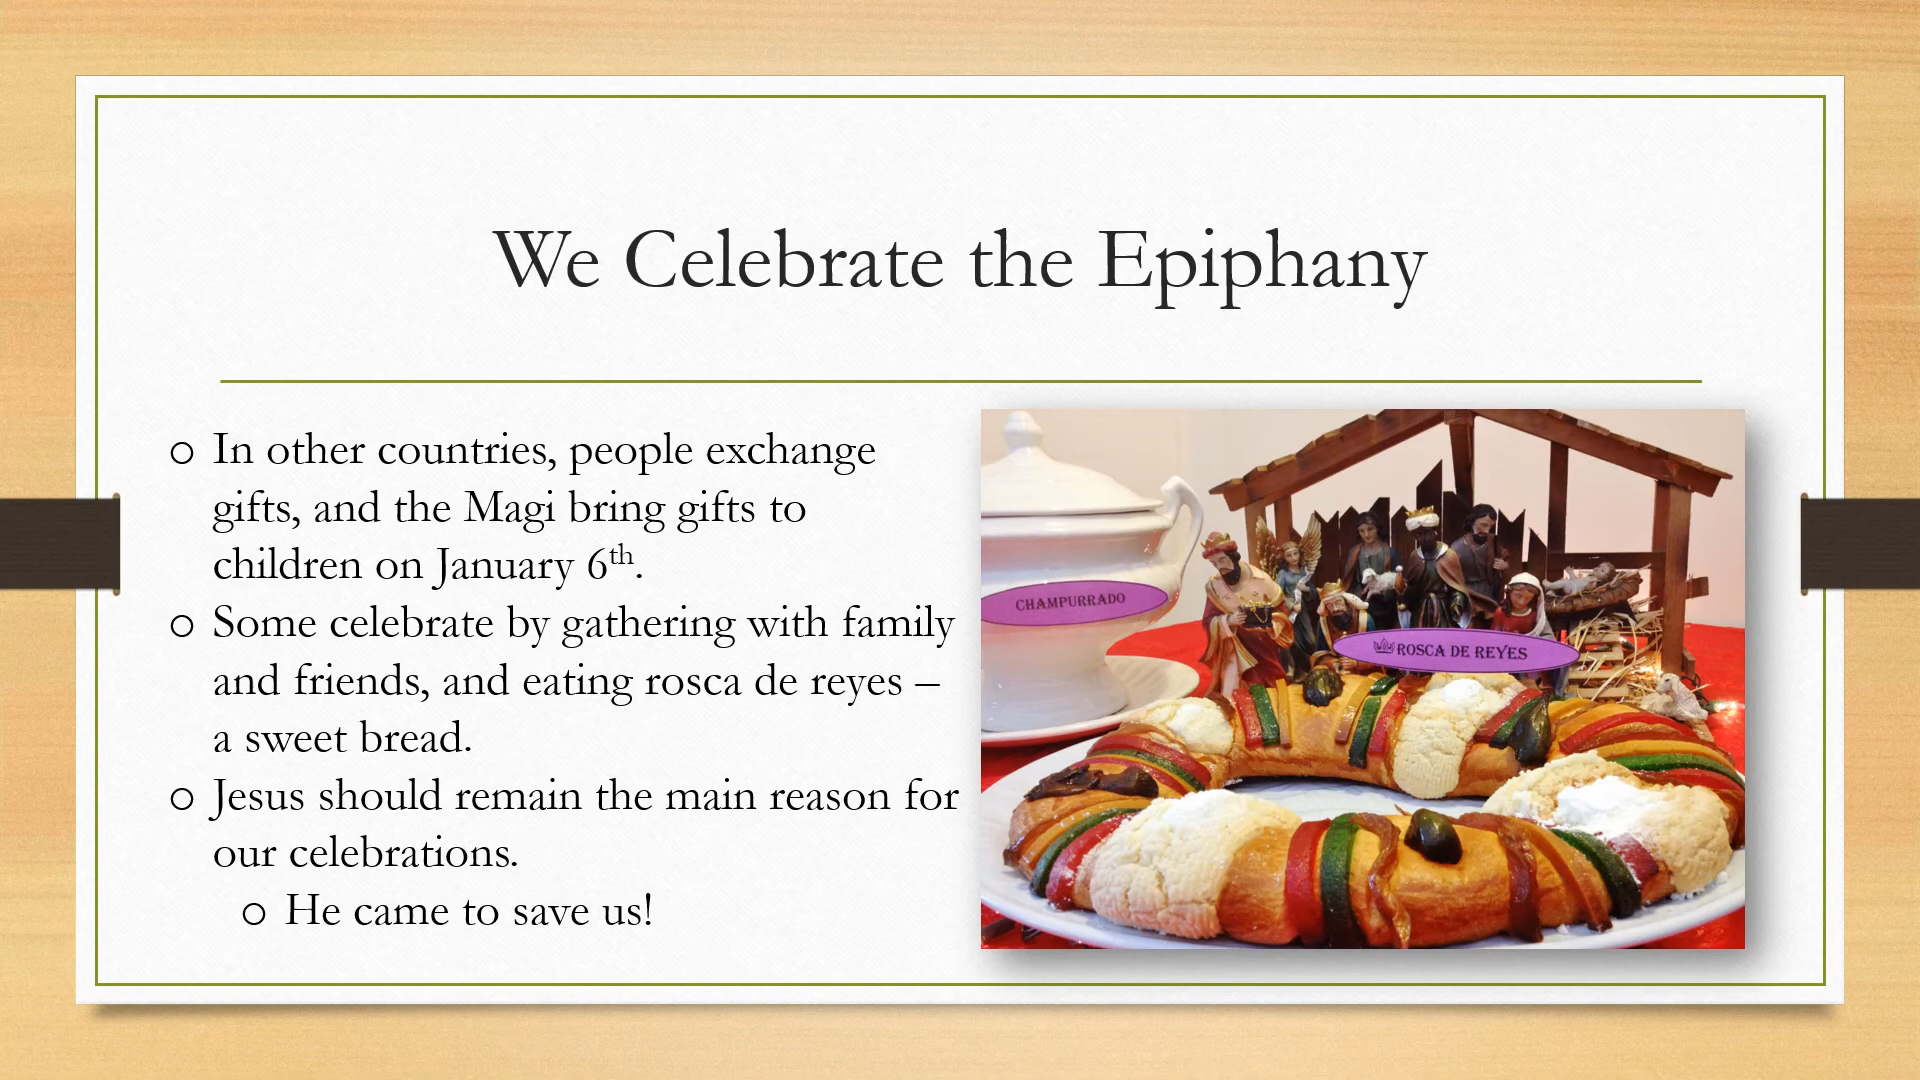 We Celebrate the Epiphany
o In other countries, people exchange
gifts, and the Magi bring gifts to
children on January 6th.
o Some celebrate by gathering with family
and friends, and eating rosca de reyes –
a sweet bread.
o Jesus should remain the main reason for
our celebrations.
o He came to save us!
CHAMPURRADO
ROSCA DE REYES